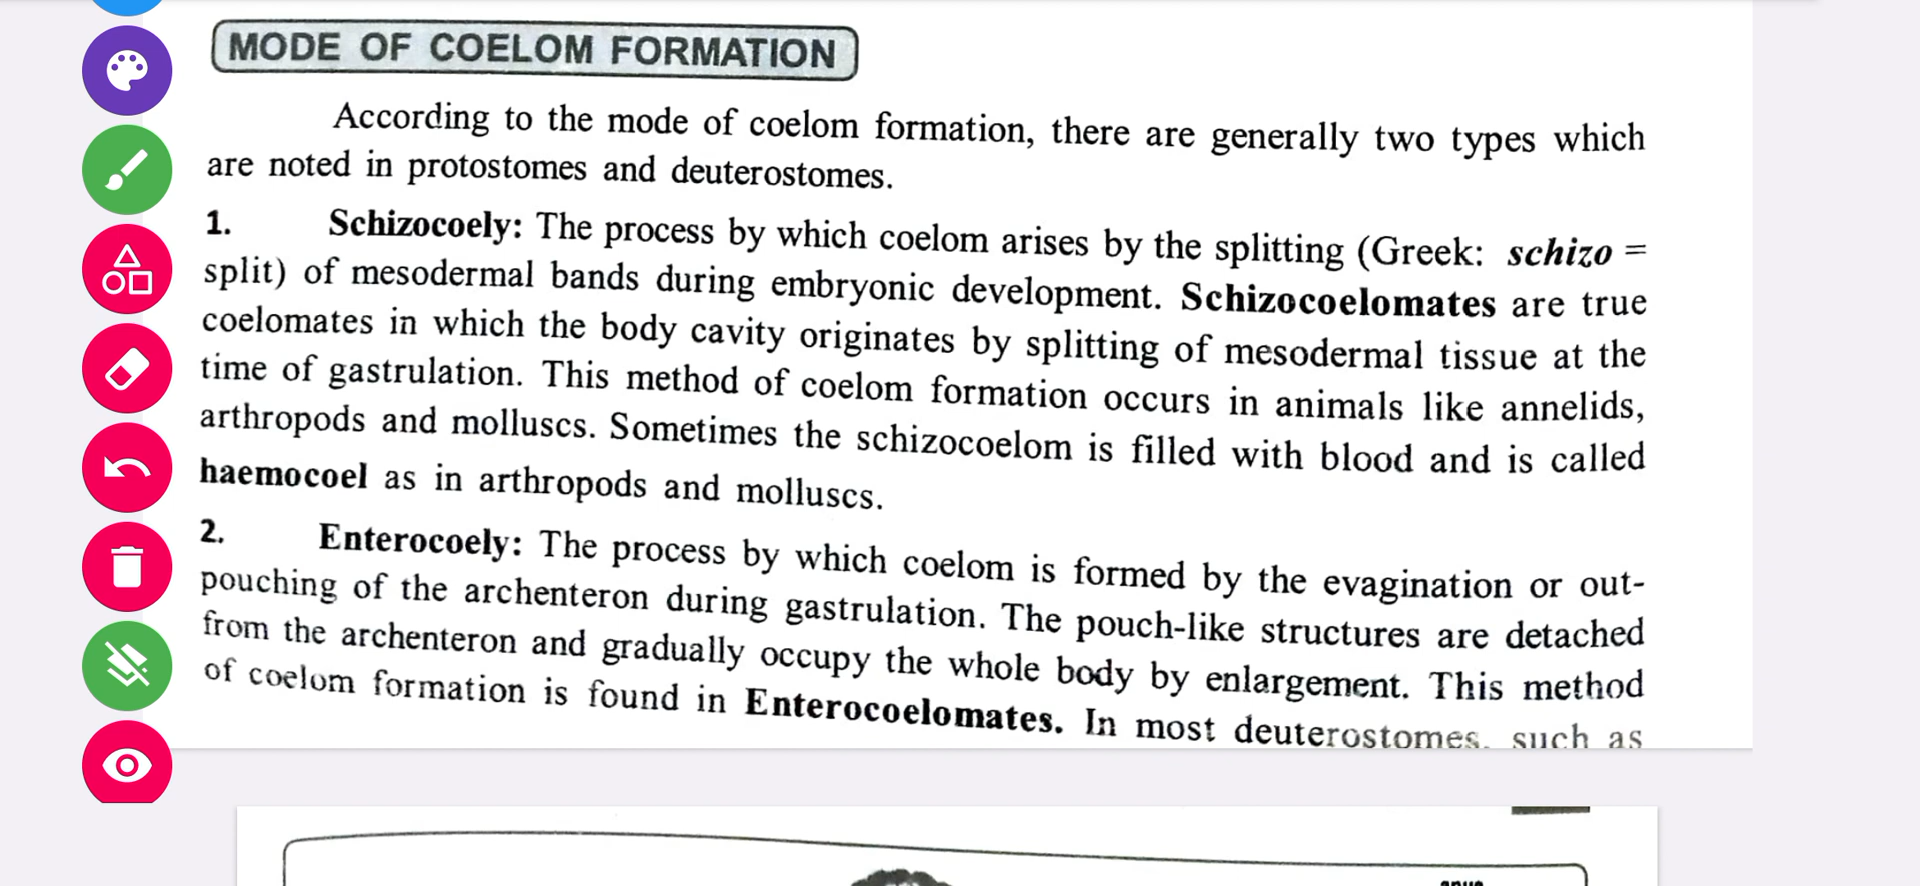 MODE OF COELOM FORMATION
According to the mode of coelom formation, there are generally two types which
are noted in protostomes and deuterostomes.
1. Schizocoely: The process by which coelom arises by the splitting (Greek: schizo =
split) of mesodermal bands during embryonic development. Schizocoelomates are true
coelomates in which the body cavity originates by splitting of mesodermal tissue at the
time of gastrulation. This method of coelom formation occurs in animals like annelids,
arthropods and molluscs. Sometimes the schizocoelom is filled with blood and is called
haemocoel as in arthropods and molluscs.
2. Enterocoely: The process by which coelom is formed by the evagination or out-
pouching of the archenteron during gastrulation. The pouch-like structures are detached
from the archenteron and gradually occupy the whole body by enlargement. This method
of coelom formation is found in Enterocoelomates. In most deuterostomes, such as